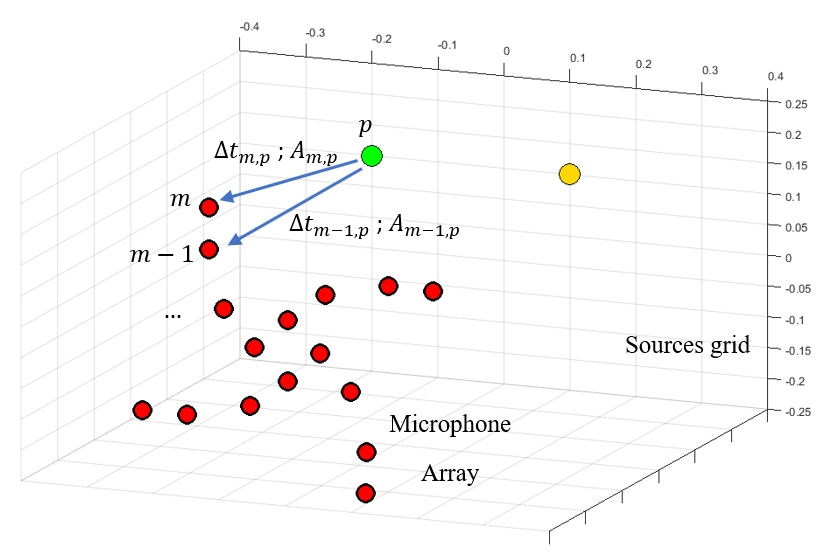 -0.4
-0.3
-0.2
-0.1
0
0.1
0.2
0.3
0.4
0.25
0.2
0.15
0.1
0.05
0
-0.05
-0.1
-0.15
-0.2
-0.25
p
Δt_{m,p} ; A_{m,p}
m
Δt_{m−1,p} ; A_{m−1,p}
m − 1
...
Sources grid
Microphone
Array